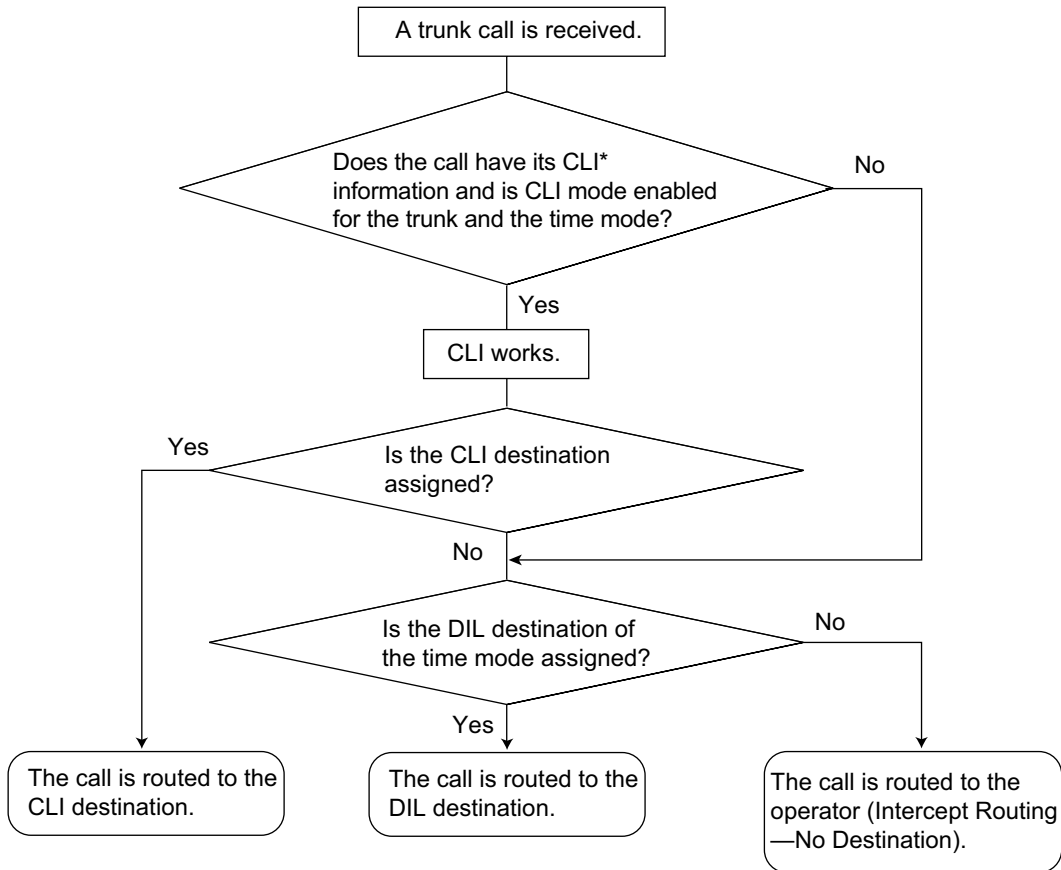 A trunk call is received.
Does the call have its CLI*
information and is CLI mode enabled
for the trunk and the time mode?
No
Yes
CLI works.
Yes
Is the CLI destination
assigned?
No
Is the DIL destination of
the time mode assigned?
No
Yes
The call is routed to the
CLI destination.
The call is routed to the
DIL destination.
The call is routed to the
operator (Intercept Routing
—No Destination).